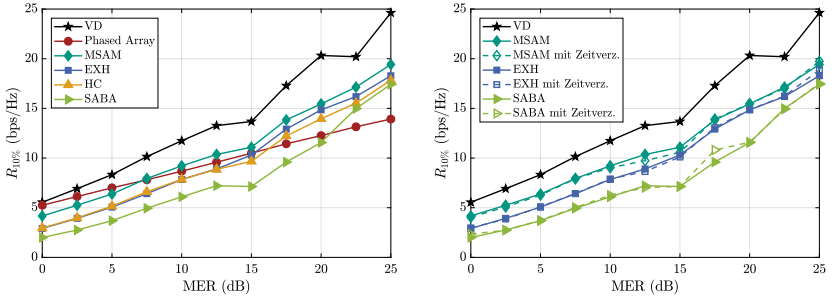 25
20
15
10
5
0
R10% (bps/Hz)
VD
Phased Array
MSAM
EXH
HC
SABA
0
5
10
15
20
25
MER (dB)
25
20
15
10
5
0
R10% (bps/Hz)
VD
MSAM
MSAM mit Zeitverz.
EXH
EXH mit Zeitverz.
SABA
SABA mit Zeitverz.
0
5
10
15
20
25
MER (dB)